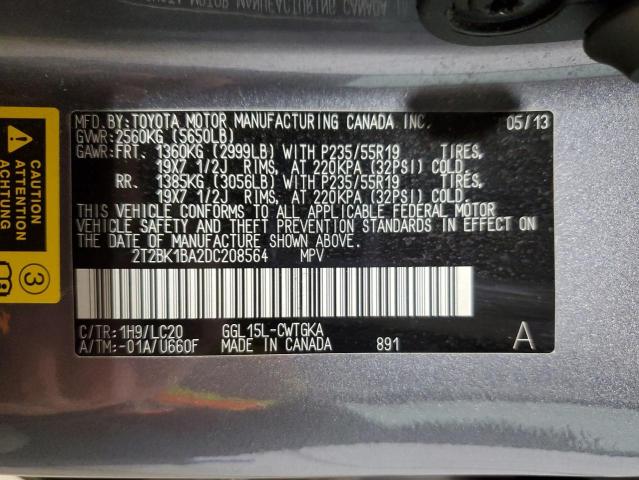 MFD.BY:TOYOTA MOTOR MANUFACTURING CANADA INC. 05/13
GVWR:2560KG (5650LB)
GAWR:FRT. 1360KG (2999LB) WITH P235/55R19 TIRES,
19X7 1/2J RIMS, AT 220KPA (32PSI) COLD.
RR. 1385KG (3056LB) WITH P235/55R19 TIRES,
19X7 1/2J RIMS, AT 220KPA (32PSI) COLD.
THIS VEHICLE CONFORMS TO ALL APPLICABLE FEDERAL MOTOR
VEHICLE SAFETY AND THEFT PREVENTION STANDARDS IN EFFECT ON
THE DATE OF MANUFACTURE SHOWN ABOVE.
2T2BK1BA2DC208564 MPV
C/TR: 1H9/LC20 GGL15L-CWTGKA
A/TM:-01A/U660F MADE IN CANADA 891 A
CAUTION
ATTENTION
ACHTUNG
3